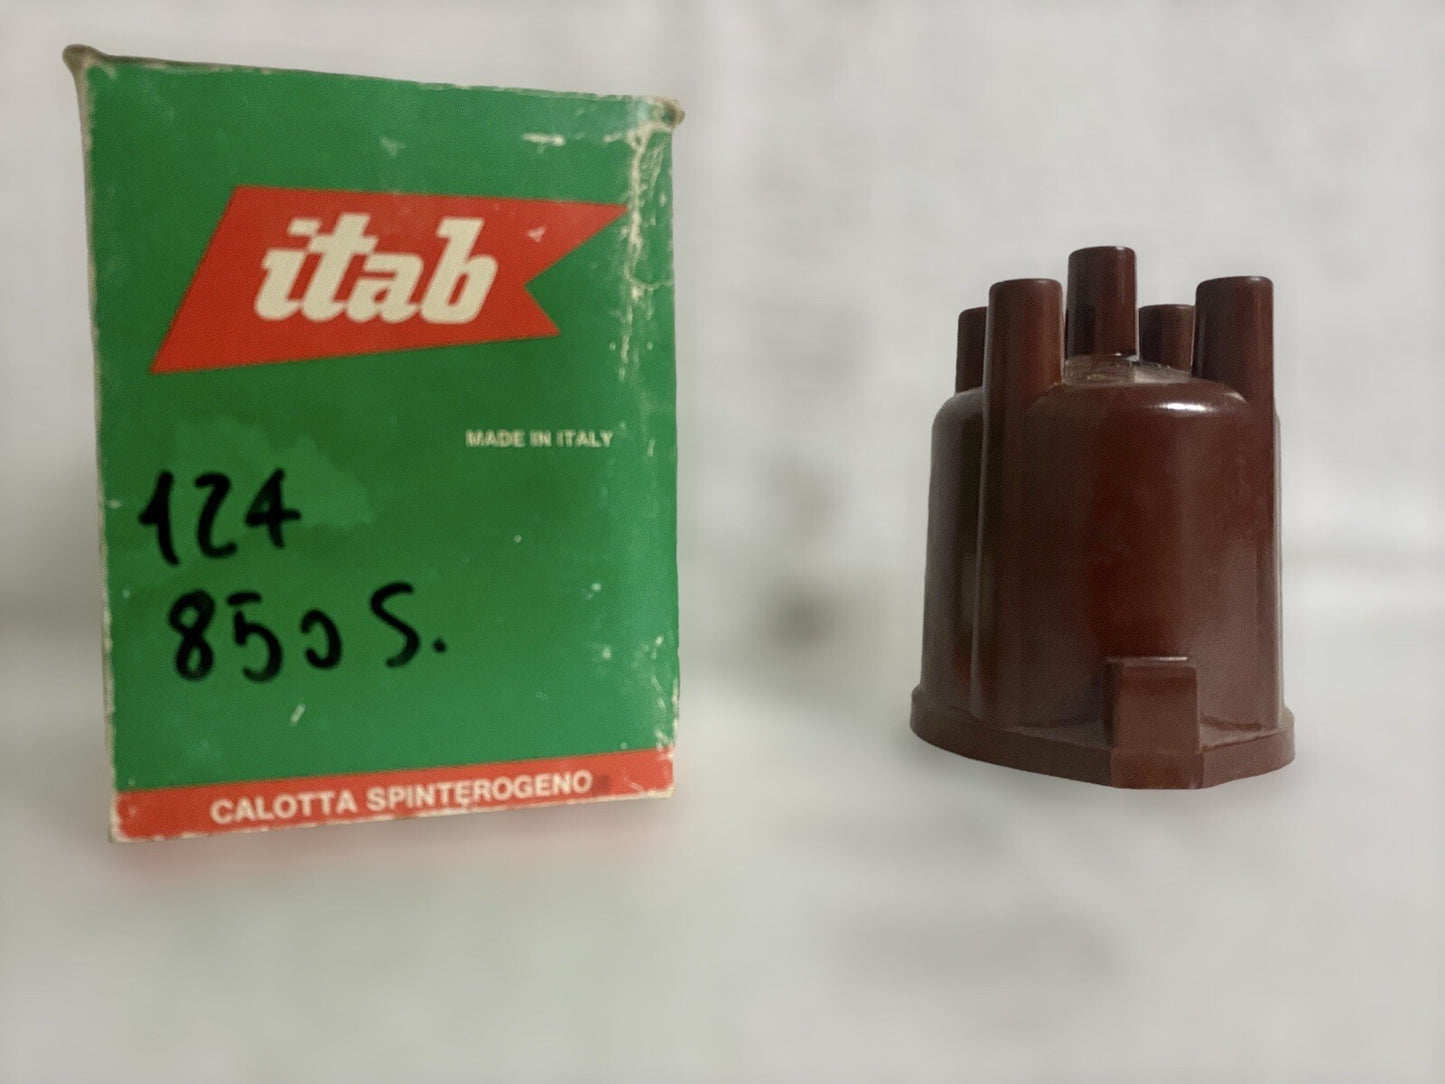 itab
MADE IN ITALY
124
850 S.
CALOTTA SPINTEROGENO